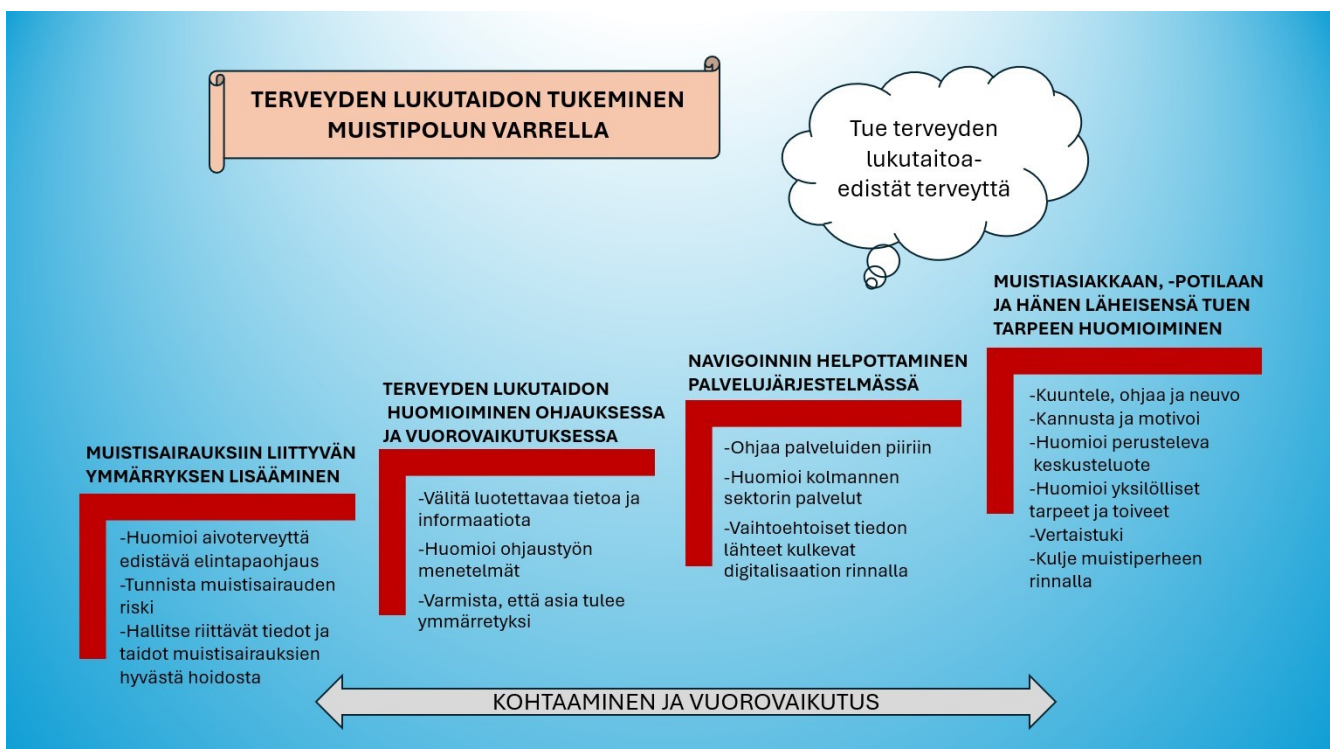 TERVEYDEN LUKUTAIDON TUKEMINEN
MUISTIPOLUN VARRELLA
Tue terveyden
lukutaitoa-
edistät terveyttä
MUISTISAIRAUKSIIN LIITTYVÄN
YMMÄRRYKSEN LISÄÄMINEN
-Huomioi aivoterveyttä
edistävä elintapaohjaus
-Tunnista muistisairauden
riski
-Hallitse riittävät tiedot ja
taidot muistisairauksien
hyvästä hoidosta
TERVEYDEN LUKUTAIDON
HUOMIOIMINEN OHJAUKSESSA
JA VUOROVAIKUTUKSESSA
-Välitä luotettavaa tietoa ja
informaatiota
-Huomioi ohjaustyön
menetelmät
-Varmista, että asia tulee
ymmärretyksi
NAVIGOINNIN HELPOTTAMINEN
PALVELUJÄRJESTELMÄSSÄ
-Ohjaa palveluiden piiriin
-Huomioi kolmannen
sektorin palvelut
-Vaihtoehtoiset tiedon
lähteet kulkevat
digitalisaation rinnalla
MUISTIASIAKKAAN, -POTILAAN
JA HÄNEN LÄHEISENSÄ TUEN
TARPEEN HUOMIOIMINEN
-Kuuntele, ohjaa ja neuvo
-Kannusta ja motivoi
-Huomioi perusteleva
keskusteluote
-Huomioi yksilölliset
tarpeet ja toiveet
-Vertaistuki
-Kulje muistiperheen
rinnalla
KOHTAAMINEN JA VUOROVAIKUTUS